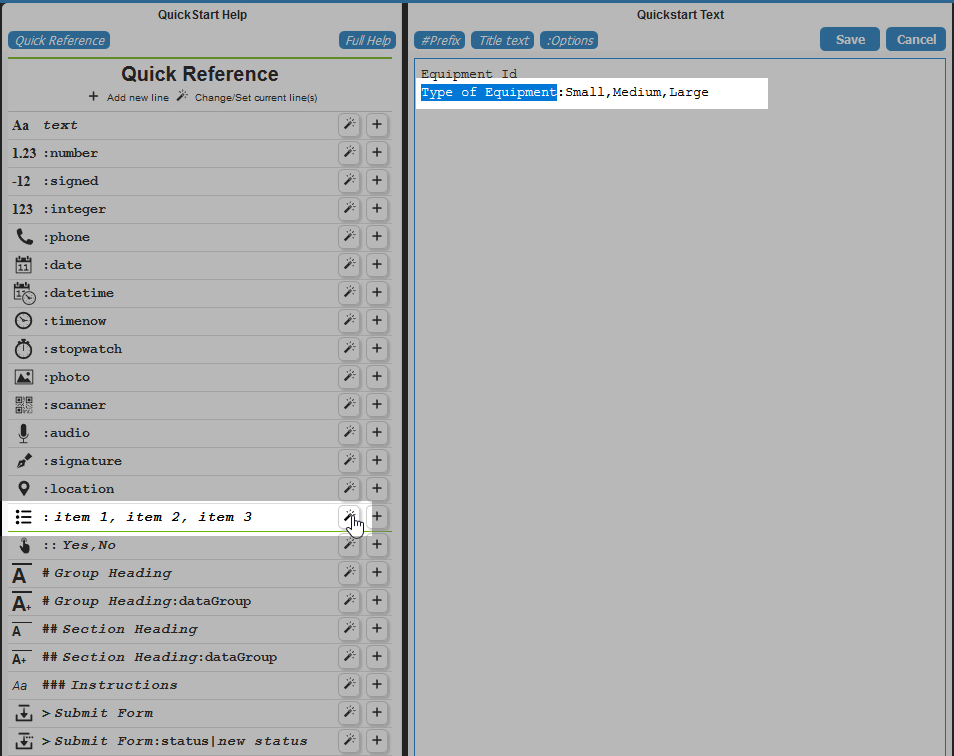 QuickStart Help
Quick Reference
Full Help
Quick Reference
+ Add new line Change/Set current line(s)
Aa text
1.23 :number
-12 :signed
123 :integer
:phone
11 :date
:datetime
:timenow
:stopwatch
:photo
:scanner
:audio
:signature
:location
: item 1, item 2, item 3
:: Yes,No
A # Group Heading
A+ # Group Heading:dataGroup
A ## Section Heading
A+ ## Section Heading:dataGroup
Aa ### Instructions
> Submit Form
> Submit Form:status|new status
Quickstart Text
#Prefix
Title text
:Options
Save
Cancel
Equipment Id
Type of Equipment:Small,Medium,Large